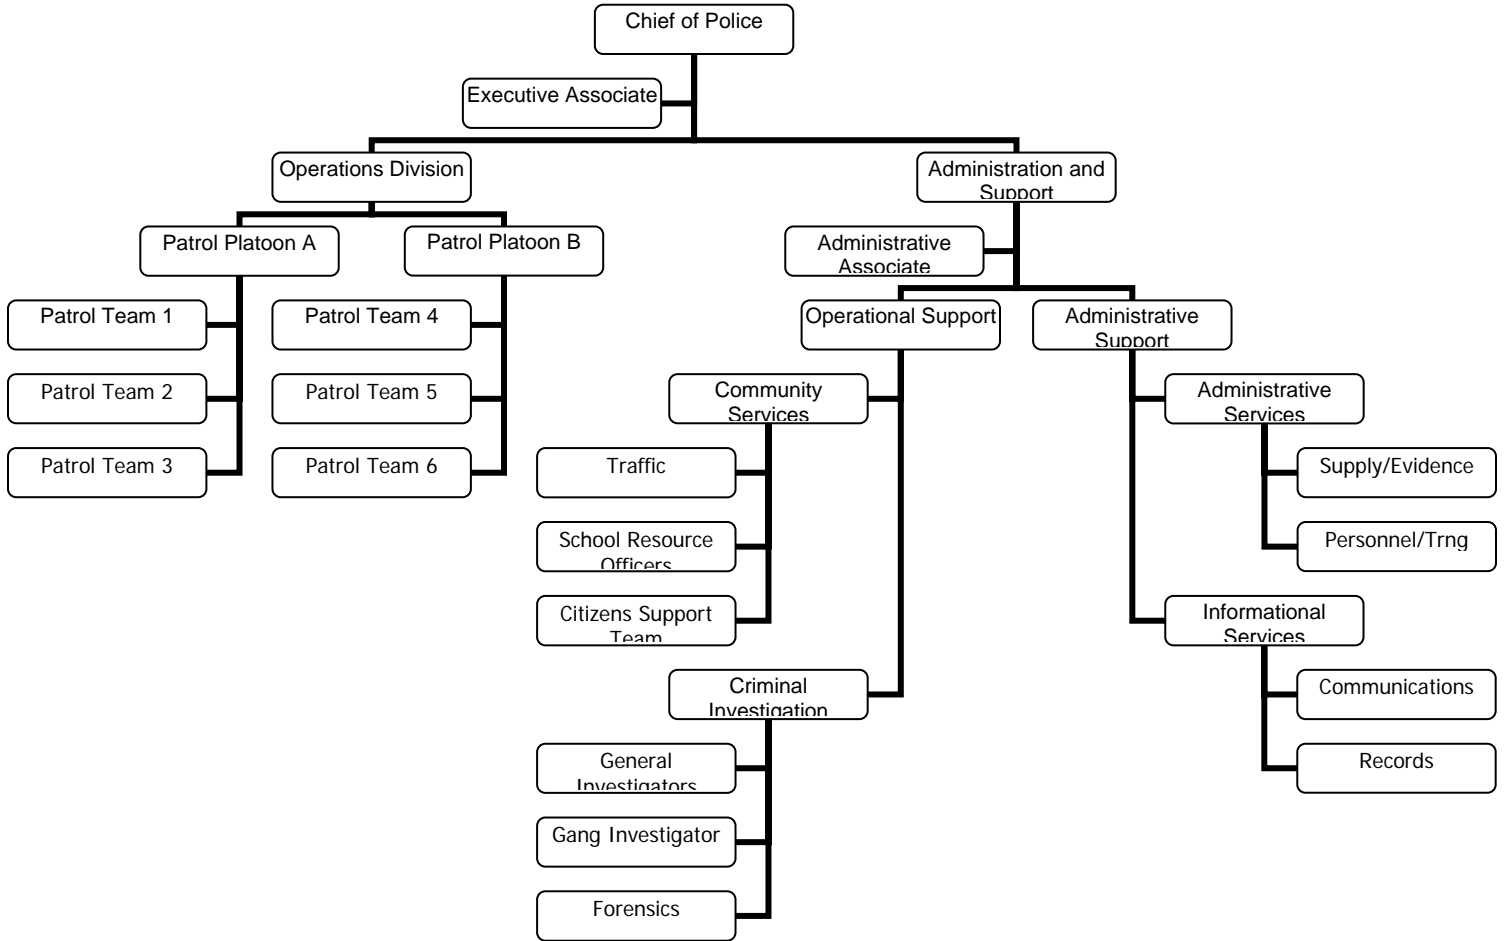 Chief of Police
Executive Associate
Operations Division
Administration and
Support
Patrol Platoon A
Patrol Platoon B
Administrative
Associate
Patrol Team 1
Patrol Team 4
Operational Support
Administrative
Support
Patrol Team 2
Patrol Team 5
Community
Services
Administrative
Services
Patrol Team 3
Patrol Team 6
Traffic
Supply/Evidence
School Resource
Officers
Personnel/Trng
Citizens Support
Team
Informational
Services
Criminal
Investigation
Communications
General
Investigators
Records
Gang Investigator
Forensics